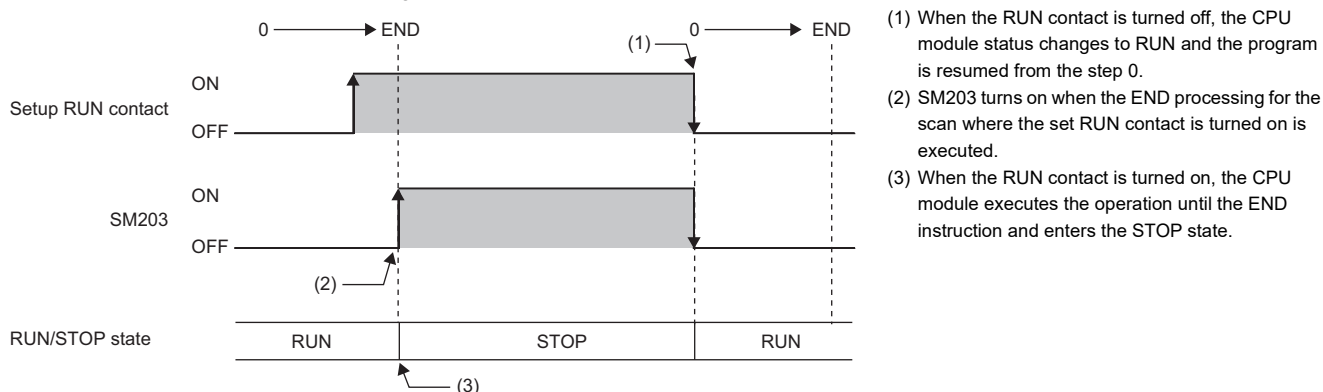 0 END 0 END
(1)
Setup RUN contact
ON
OFF
SM203
ON
OFF
(2)
RUN/STOP state
RUN STOP RUN
(3)
(1) When the RUN contact is turned off, the CPU
module status changes to RUN and the program
is resumed from the step 0.
(2) SM203 turns on when the END processing for the
scan where the set RUN contact is turned on is
executed.
(3) When the RUN contact is turned on, the CPU
module executes the operation until the END
instruction and enters the STOP state.